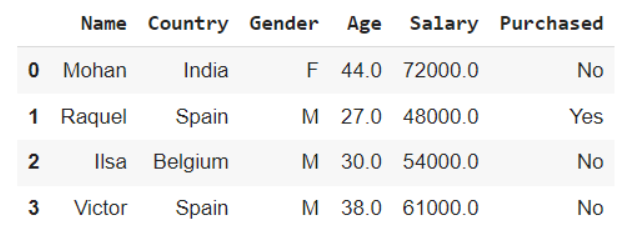 Name Country Gender Age Salary Purchased
0 Mohan India F 44.0 72000.0 No
1 Raquel Spain M 27.0 48000.0 Yes
2 Ilsa Belgium M 30.0 54000.0 No
3 Victor Spain M 38.0 61000.0 No